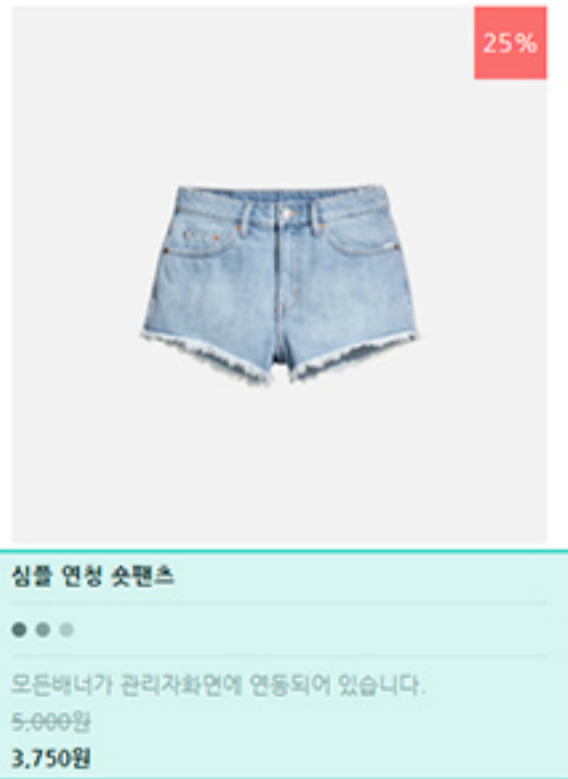 25%
심플 연청 숏팬츠
모든배너가 관리자화면에 연동되어 있습니다.
5,000원
3,750원